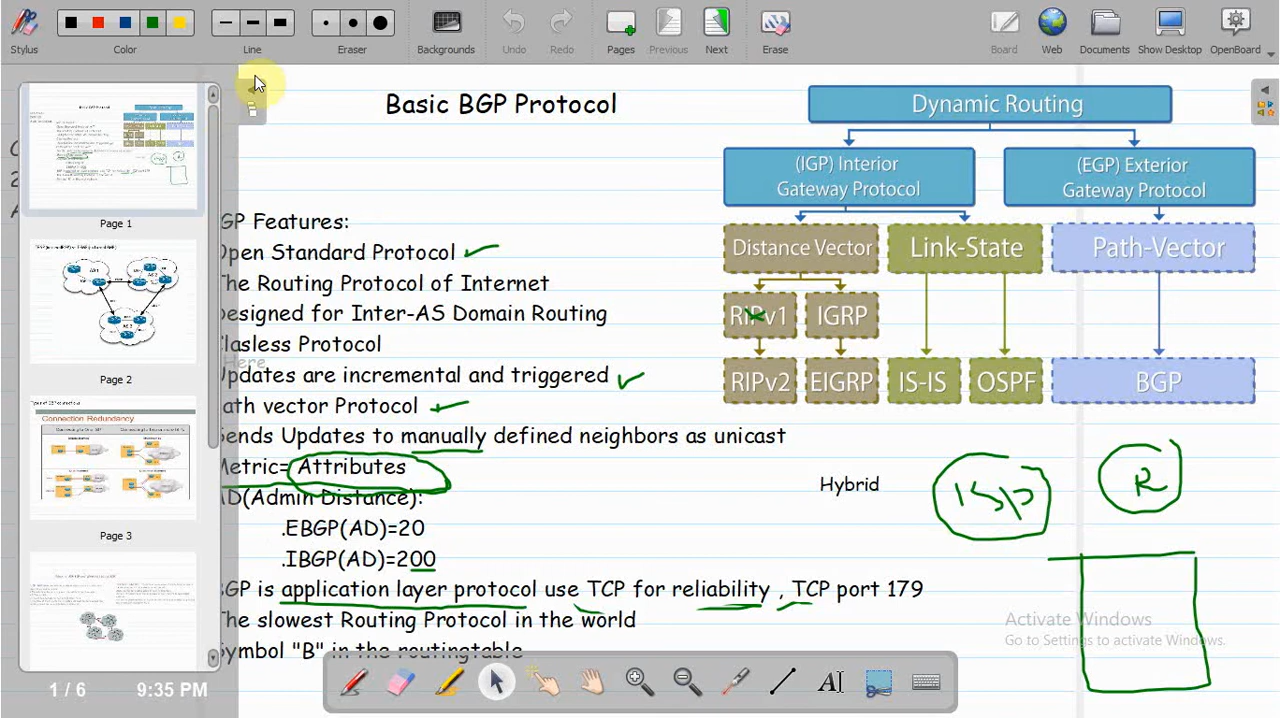 Stylus
Color
Line
Eraser
Backgrounds
Undo
Redo
Pages
Previous
Next
Erase
Board
Web
Documents
Show Desktop
OpenBoard
Basic BGP Protocol
Dynamic Routing
(IGP) Interior
Gateway Protocol
(EGP) Exterior
Gateway Protocol
Distance Vector
Link-State
Path-Vector
RIPv1
IGRP
RIPv2
EIGRP
IS-IS
OSPF
BGP
GP Features:
pen Standard Protocol
he Routing Protocol of Internet
esigned for Inter-AS Domain Routing
lasless Protocol
Here
pdates are incremental and triggered
ath vector Protocol
ends Updates to manually defined neighbors as unicast
Metric= Attributes
AD(Admin Distance):
.EBGP(AD)=20
.IBGP(AD)=200
GP is application layer protocol use TCP for reliability , TCP port 179
he slowest Routing Protocol in the world
ymbol "B" in the routingtable
Hybrid
R
Activate Windows
Go to Settings to activate Windows.
Page 1
Page 2
Connection Redundancy
Page 3
1 / 6
9:35 PM